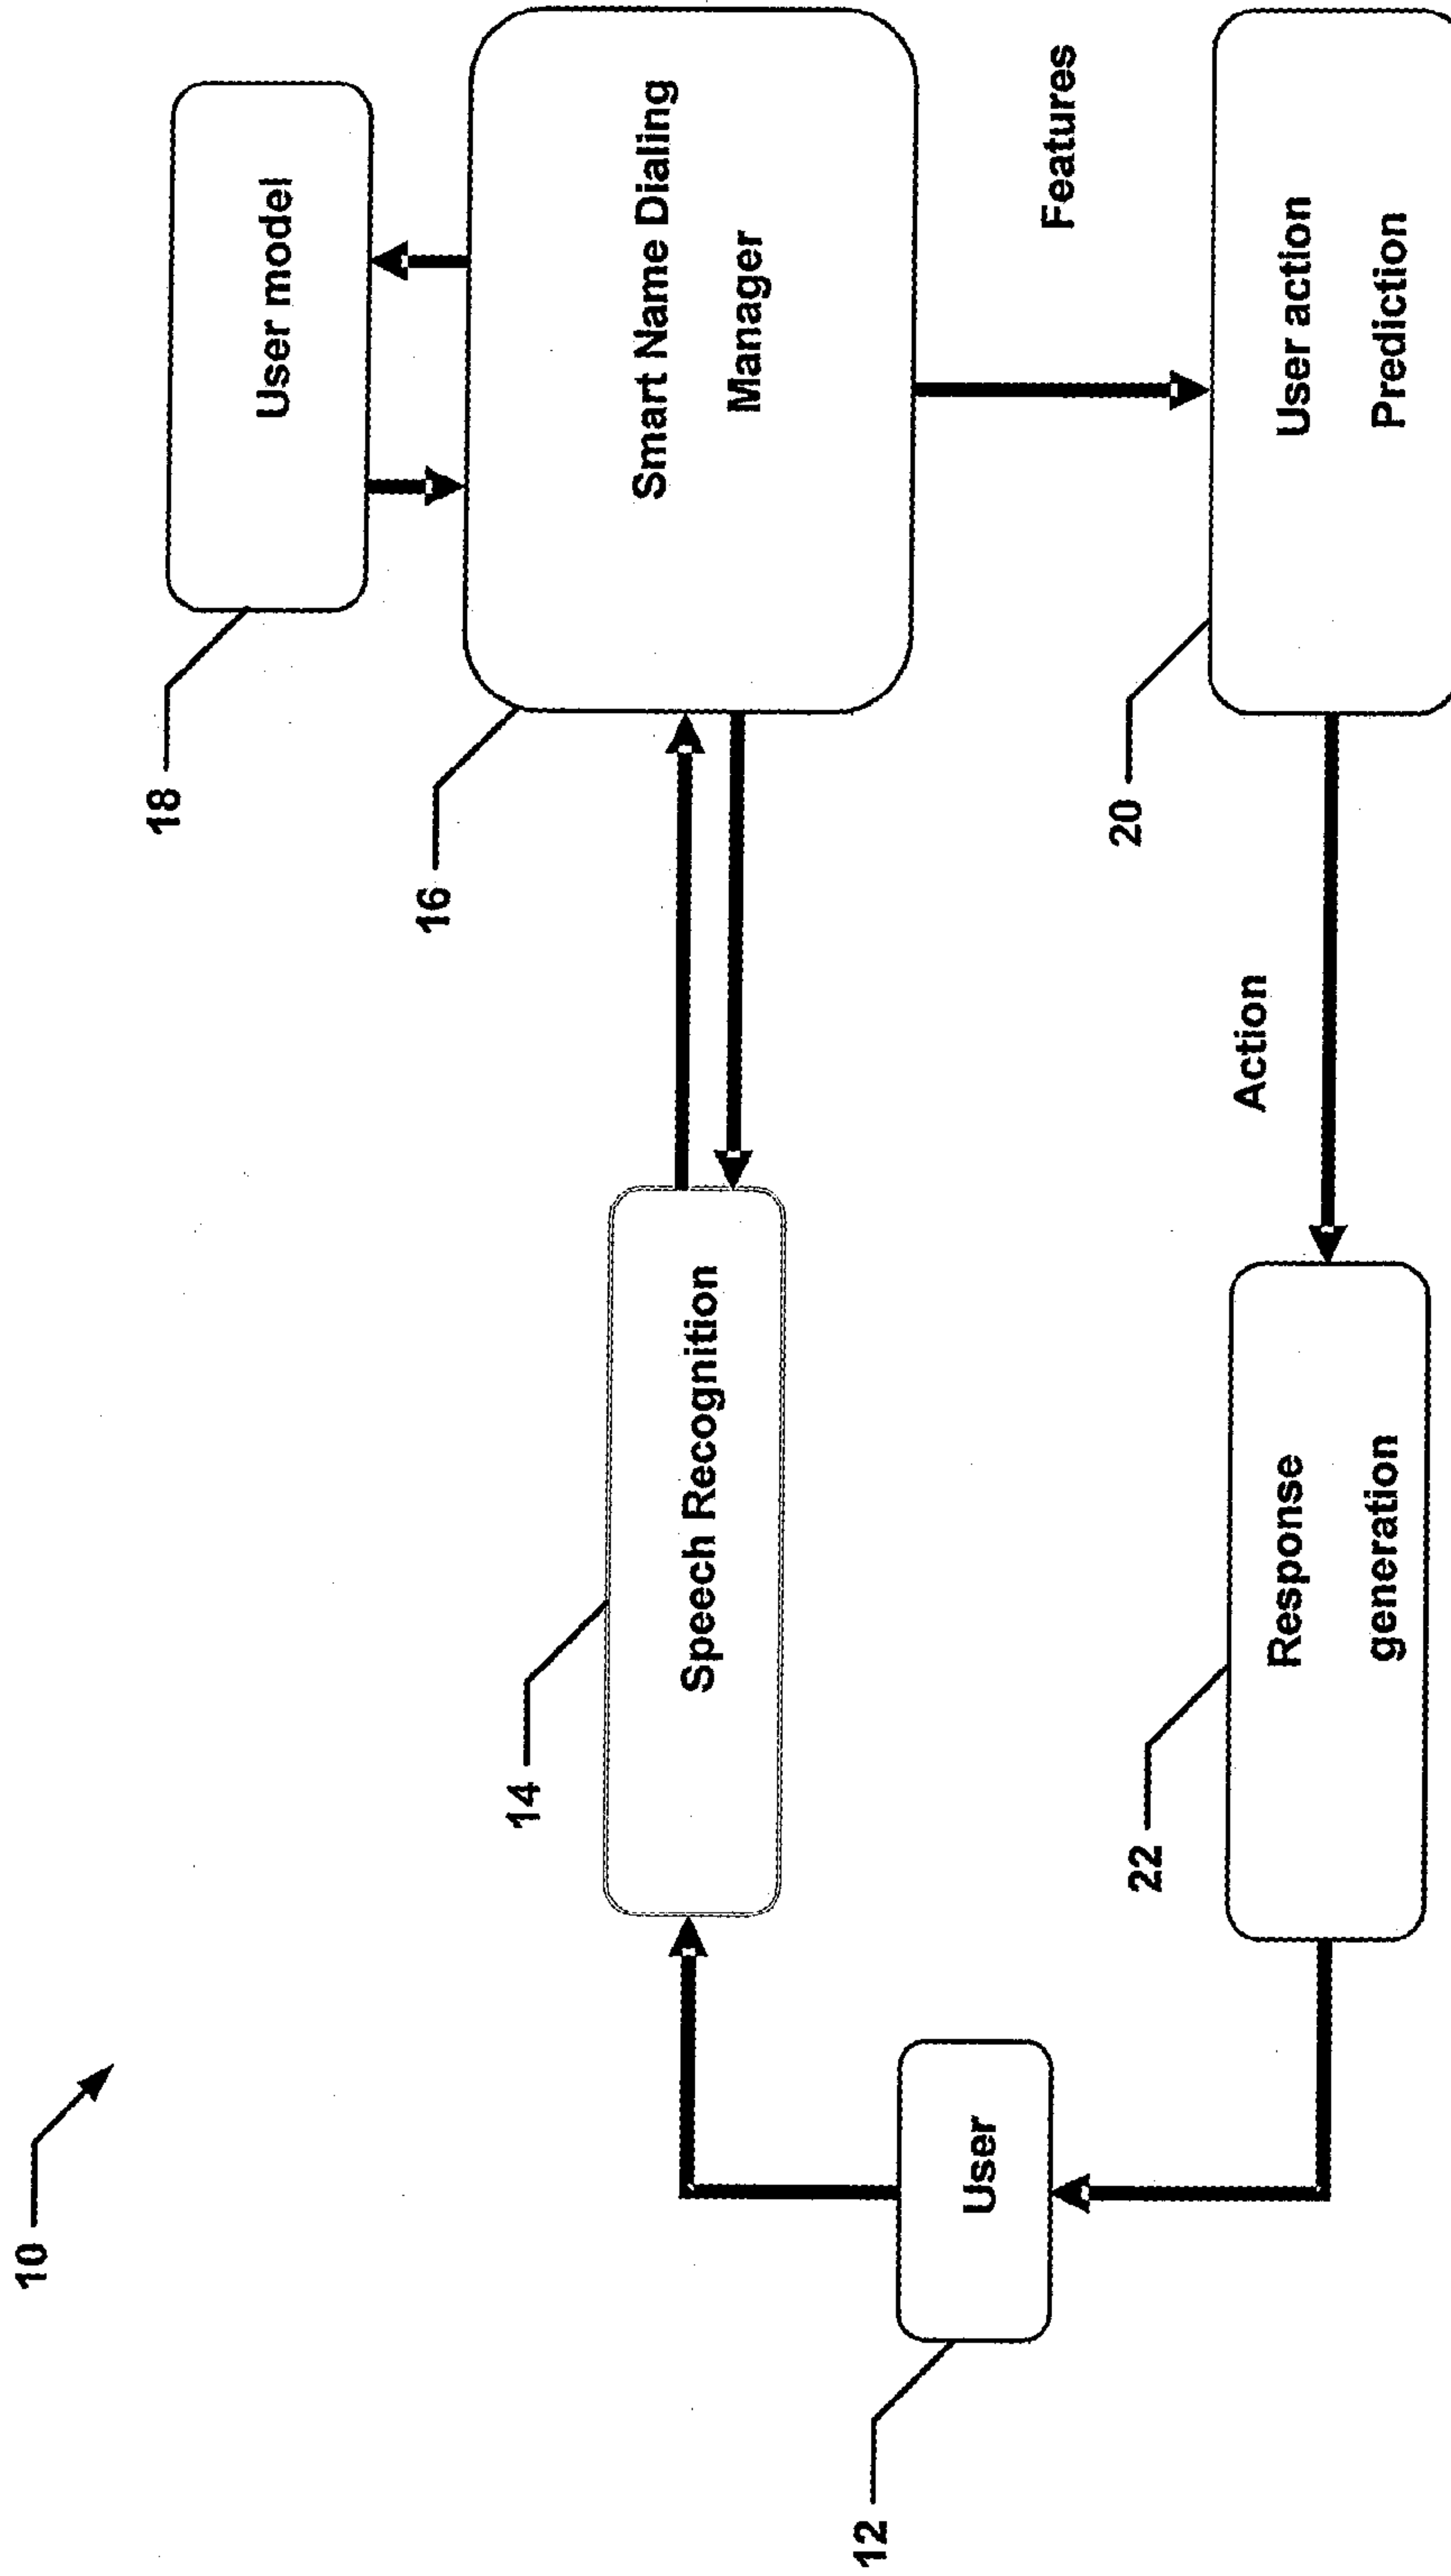 10
18
User model
16
Smart Name Dialing
Manager
14
Speech Recognition
Features
12
User
20
User action
Prediction
Action
22
Response
generation